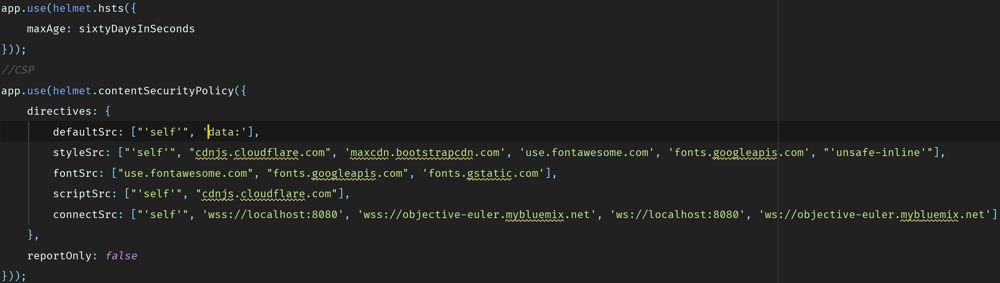 app.use(helmet.hsts({
    maxAge: sixtyDaysInSeconds
}));
//CSP
app.use(helmet.contentSecurityPolicy({
    directives: {
        defaultSrc: ["'self'", 'data:'],
        styleSrc: ["'self'", "cdnjs.cloudflare.com", 'maxcdn.bootstrapcdn.com', 'use.fontawesome.com', 'fonts.googleapis.com', "'unsafe-inline'"],
        fontSrc: ["use.fontawesome.com", "fonts.googleapis.com", 'fonts.gstatic.com'],
        scriptSrc: ["'self'", "cdnjs.cloudflare.com"],
        connectSrc: ["'self'", 'wss://localhost:8080', 'wss://objective-euler.mybluemix.net', 'ws://localhost:8080', 'ws://objective-euler.mybluemix.net']
    },
    reportOnly: false
}));